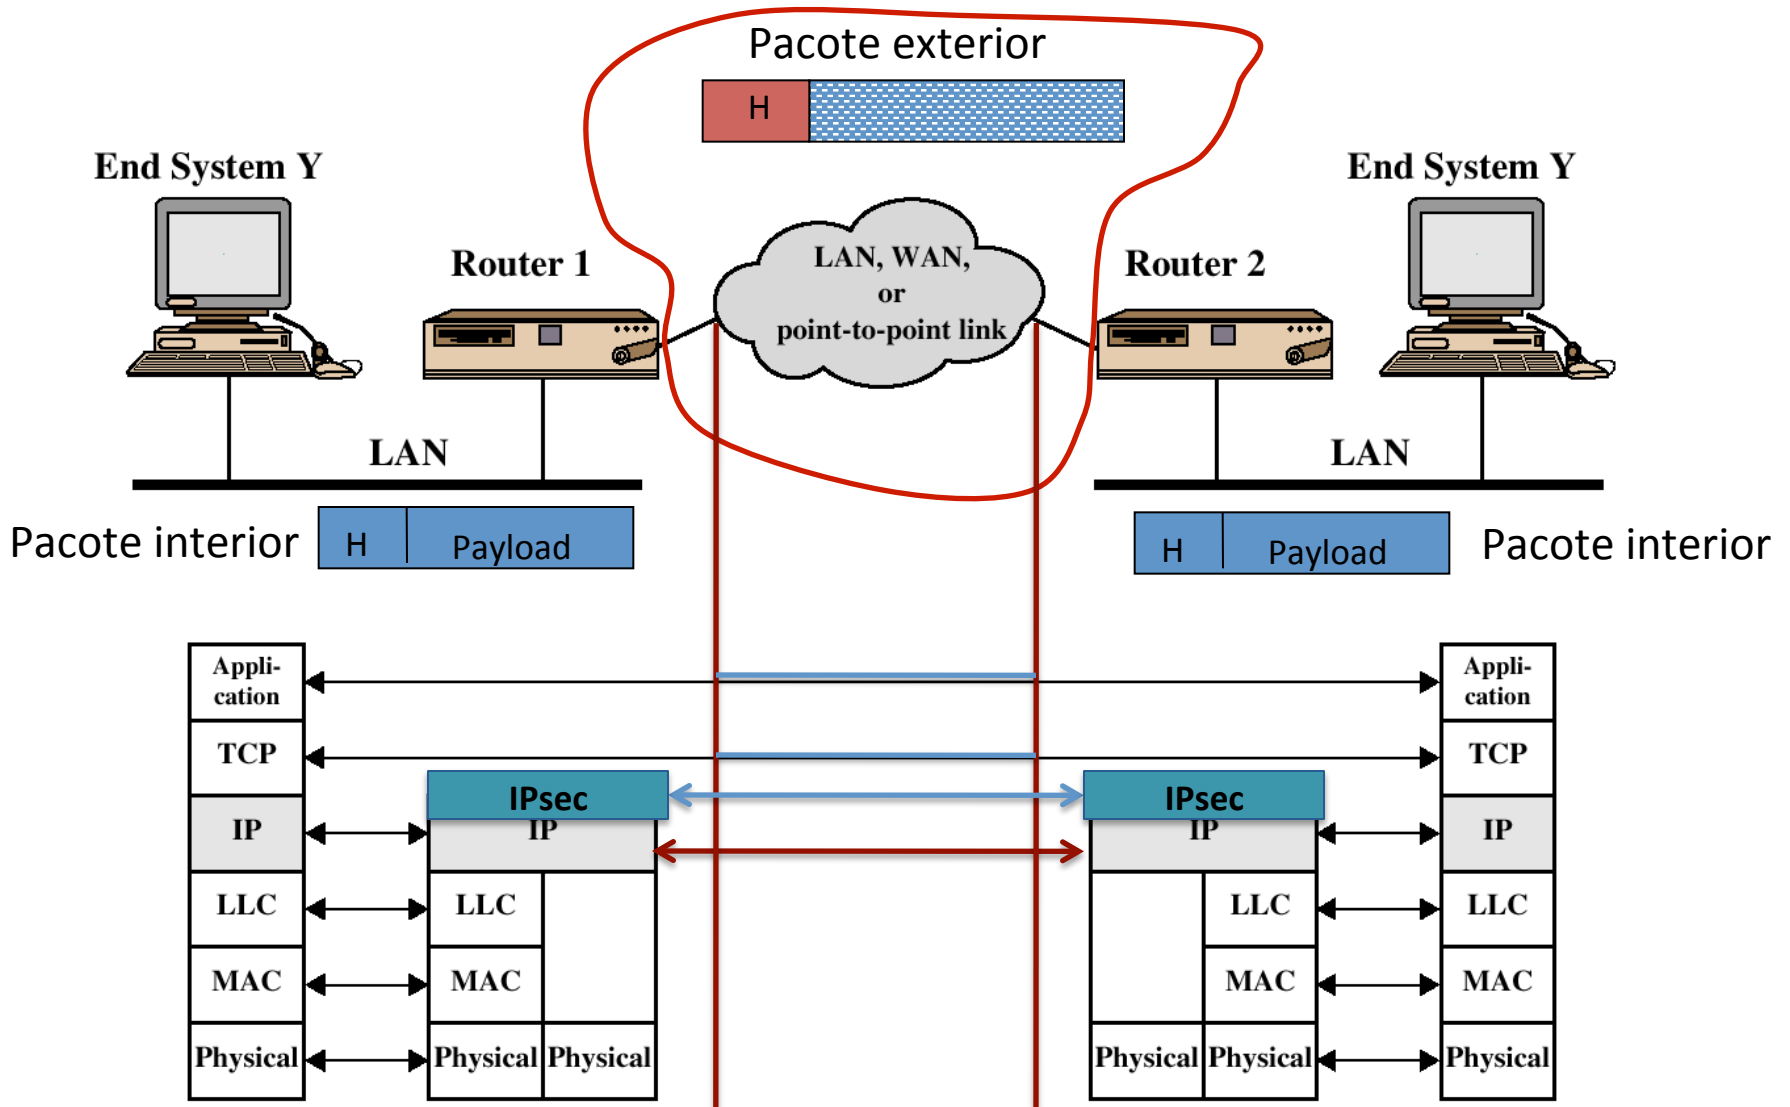 Pacote exterior
H
End System Y
End System Y
Router 1
LAN, WAN,
or
point-to-point link
Router 2
LAN
LAN
Pacote interior
H
Payload
H
Payload
Pacote interior
Appli-
cation
Appli-
cation
TCP
TCP
IPsec
IPsec
IP
IP
IP
IP
LLC
LLC
LLC
LLC
MAC
MAC
MAC
MAC
Physical
Physical
Physical
Physical
Physical
Physical